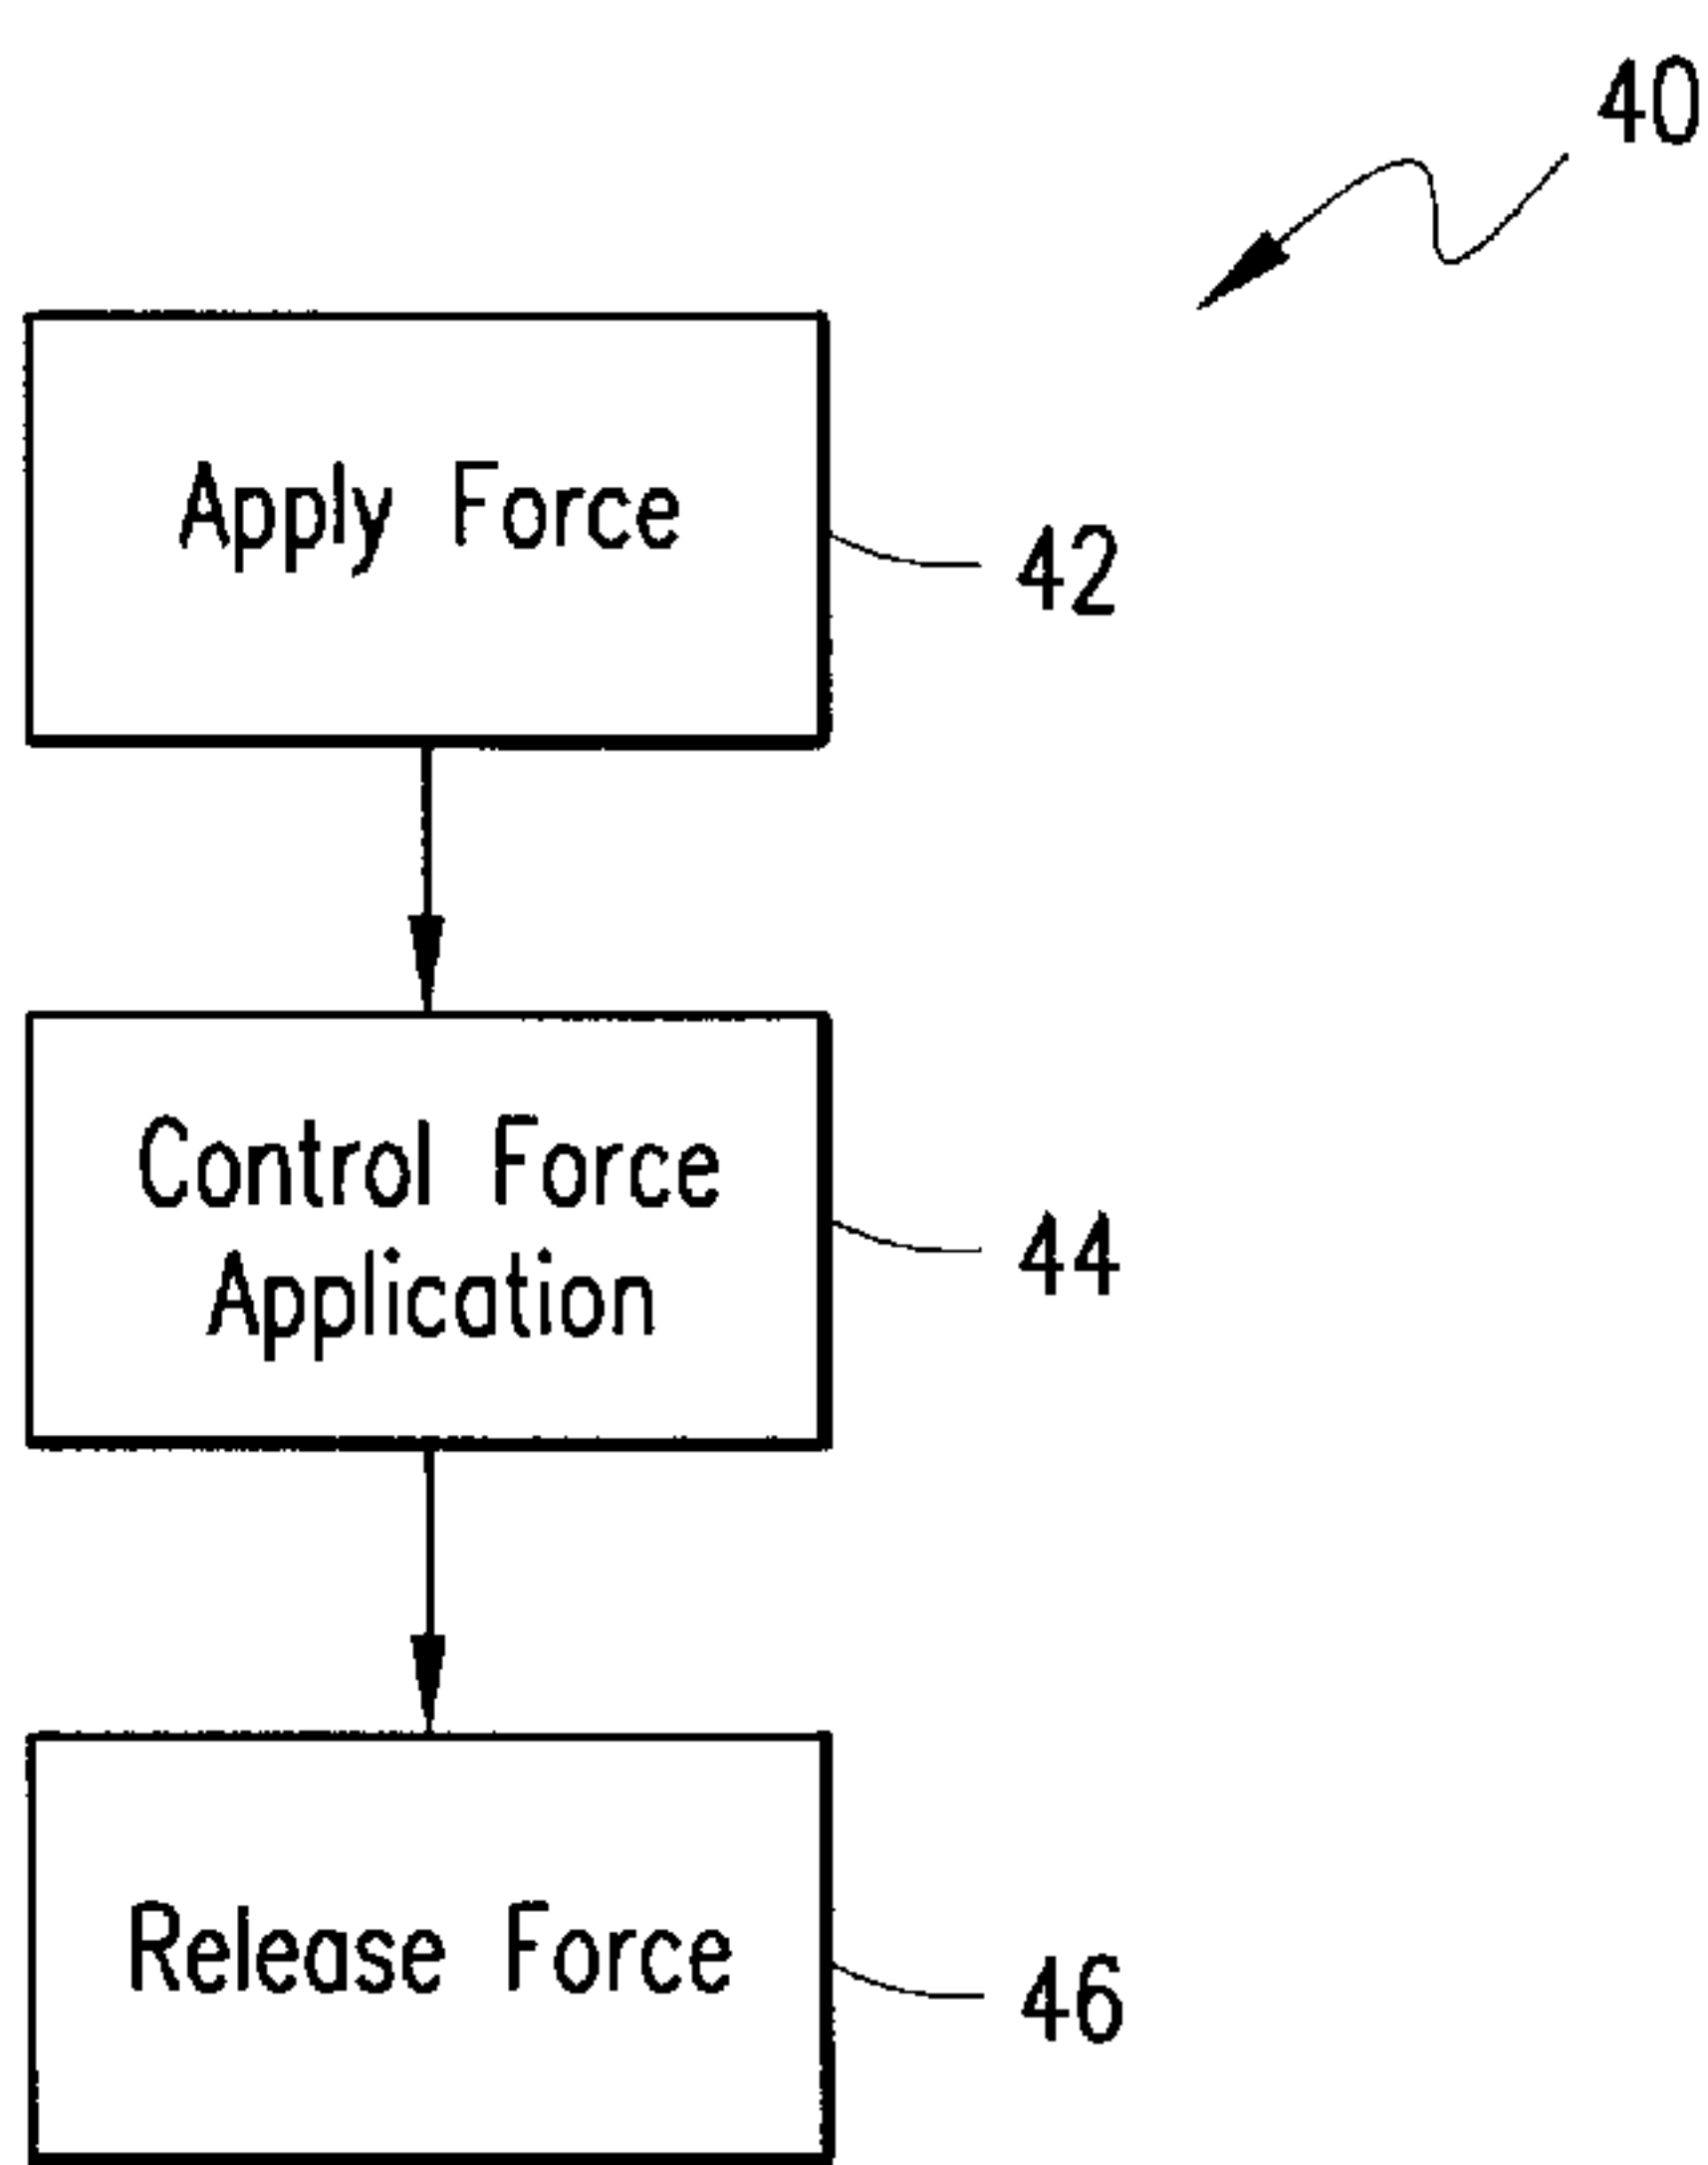 40
Apply Force
42
Control Force
Application
44
Release Force
46